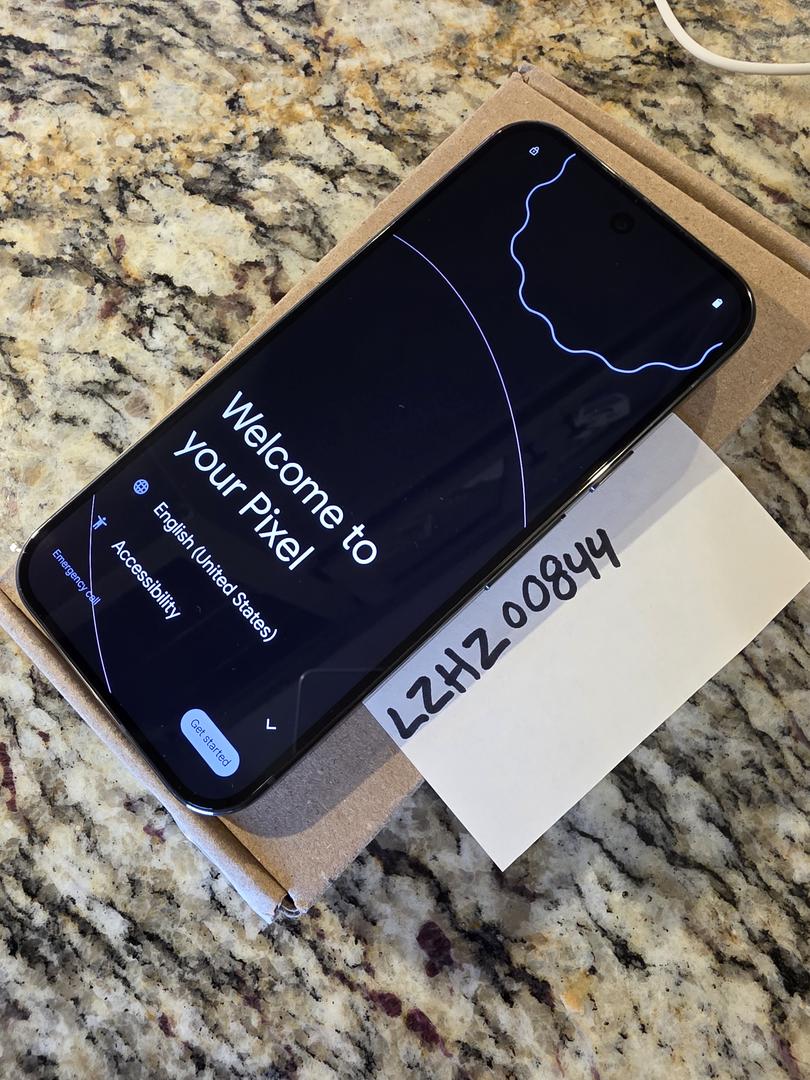 Welcome to
your Pixel
English (United States)
Accessibility
Emergency call
Get started
LZHZ00844